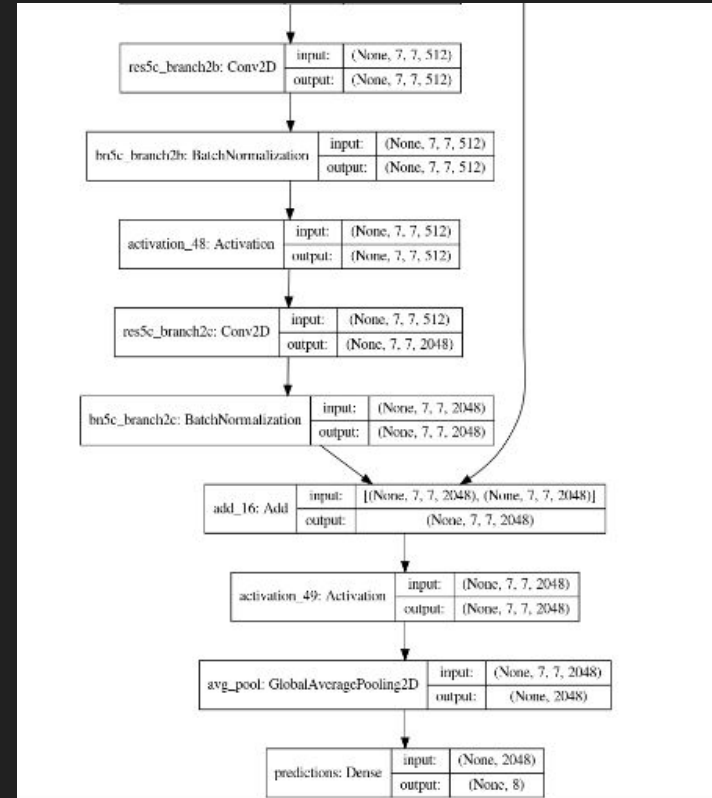 res5c_branch2b: Conv2D
input: (None, 7, 7, 512)
output: (None, 7, 7, 512)
bn5c_branch2b: BatchNormalization
input: (None, 7, 7, 512)
output: (None, 7, 7, 512)
activation_48: Activation
input: (None, 7, 7, 512)
output: (None, 7, 7, 512)
res5c_branch2c: Conv2D
input: (None, 7, 7, 512)
output: (None, 7, 7, 2048)
bn5c_branch2c: BatchNormalization
input: (None, 7, 7, 2048)
output: (None, 7, 7, 2048)
add_16: Add
input: [(None, 7, 7, 2048), (None, 7, 7, 2048)]
output: (None, 7, 7, 2048)
activation_49: Activation
input: (None, 7, 7, 2048)
output: (None, 7, 7, 2048)
avg_pool: GlobalAveragePooling2D
input: (None, 7, 7, 2048)
output: (None, 2048)
predictions: Dense
input: (None, 2048)
output: (None, 8)